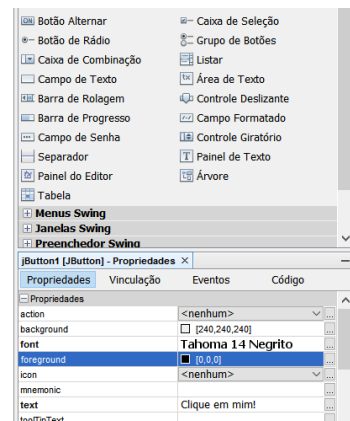 Botão Alternar Caixa de Seleção
Botão de Rádio Grupo de Botões
Caixa de Combinação Listar
Campo de Texto Área de Texto
Barra de Rolagem Controle Deslizante
Barra de Progresso Campo Formatado
Campo de Senha Controle Giratório
Separador Painel de Texto
Painel do Editor Árvore
Tabela
Menus Swing
Janelas Swing
Preenchedor Swing
jButton1 [JButton] - Propriedades ×
Propriedades Vinculação Eventos Código
Propriedades
action <nenhum> ...
background [240,240,240] ...
font Tahoma 14 Negrito ...
foreground [0,0,0] ...
icon <nenhum> ...
mnemonic ...
text Clique em mim! ...
toolTipText ...